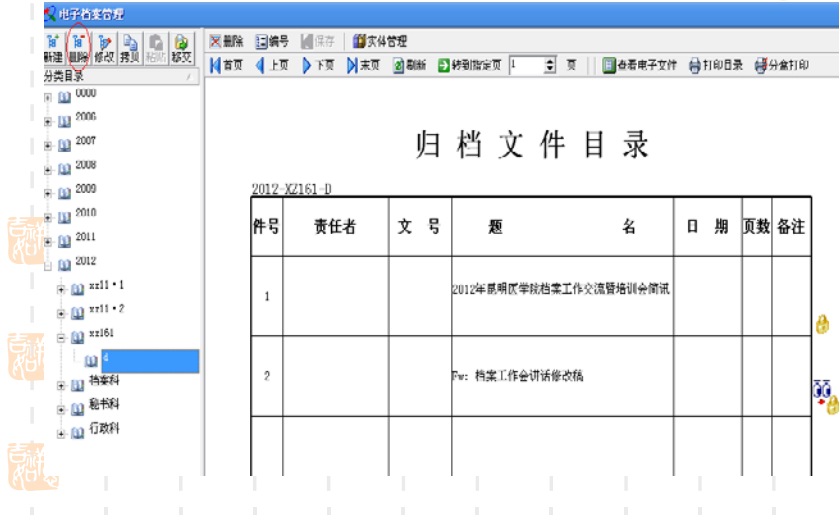 电子档案管理
新建 删除 修改 拷贝 粘贴 移交
删除 编号 保存 实体管理
首页 上页 下页 末页 刷新 转到指定页 1 页 查看电子文件 打印目录 分盒打印
分类目录
0000
2006
2007
2008
2009
2010
2011
2012
xz11·1
xz11·2
xz161
d
档案科
秘书科
行政科
归档文件目录
2012-XZ161-D
件号 责任者 文 号 题 名 日 期 页数 备注
1 2012年昆明医学院档案工作交流暨培训会简讯
2 Fw: 档案工作会讲话修改稿